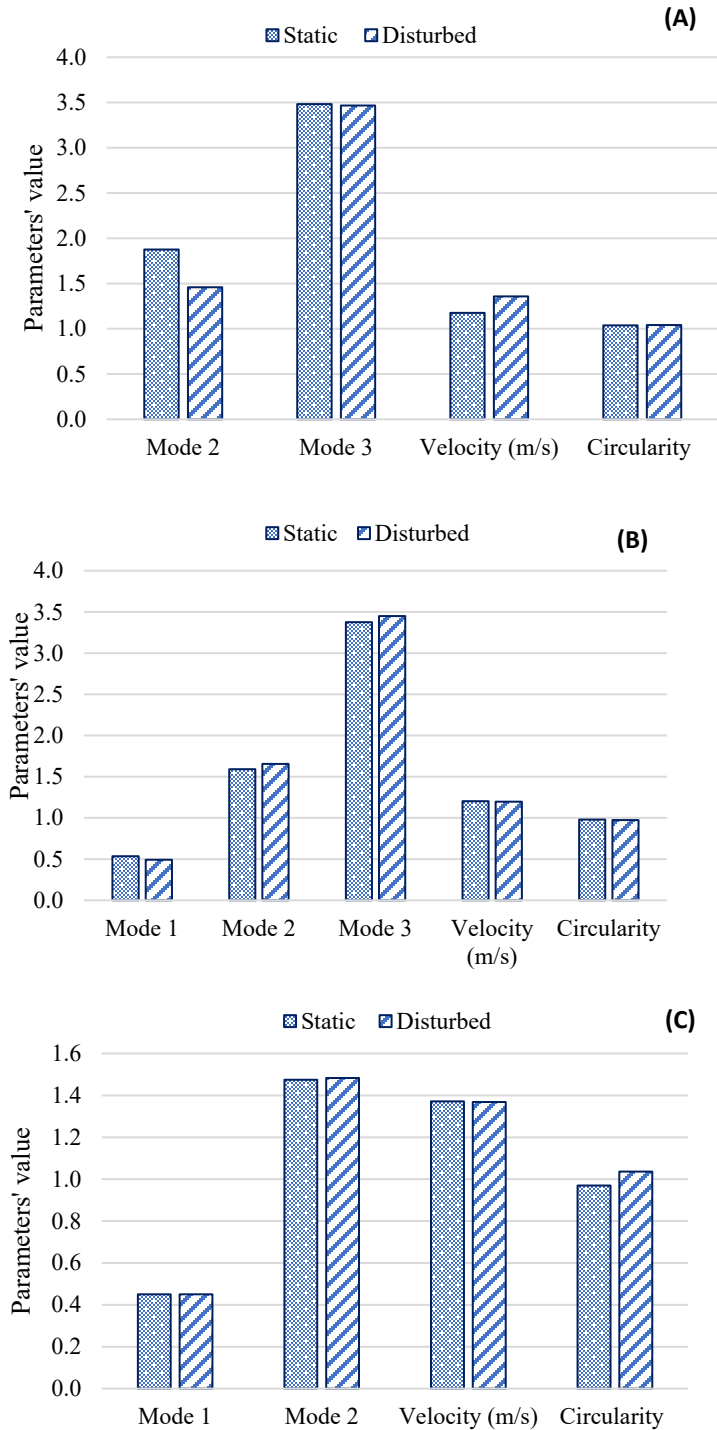 (A)
Static Disturbed
4.0
3.5
3.0
2.5
2.0
1.5
1.0
0.5
0.0
Parameters' value
Mode 2 Mode 3 Velocity (m/s) Circularity
(B)
Static Disturbed
4.0
3.5
3.0
2.5
2.0
1.5
1.0
0.5
0.0
Parameters' value
Mode 1 Mode 2 Mode 3 Velocity Circularity
(m/s)
(C)
Static Disturbed
1.6
1.4
1.2
1.0
0.8
0.6
0.4
0.2
0.0
Parameters' value
Mode 1 Mode 2 Velocity (m/s) Circularity